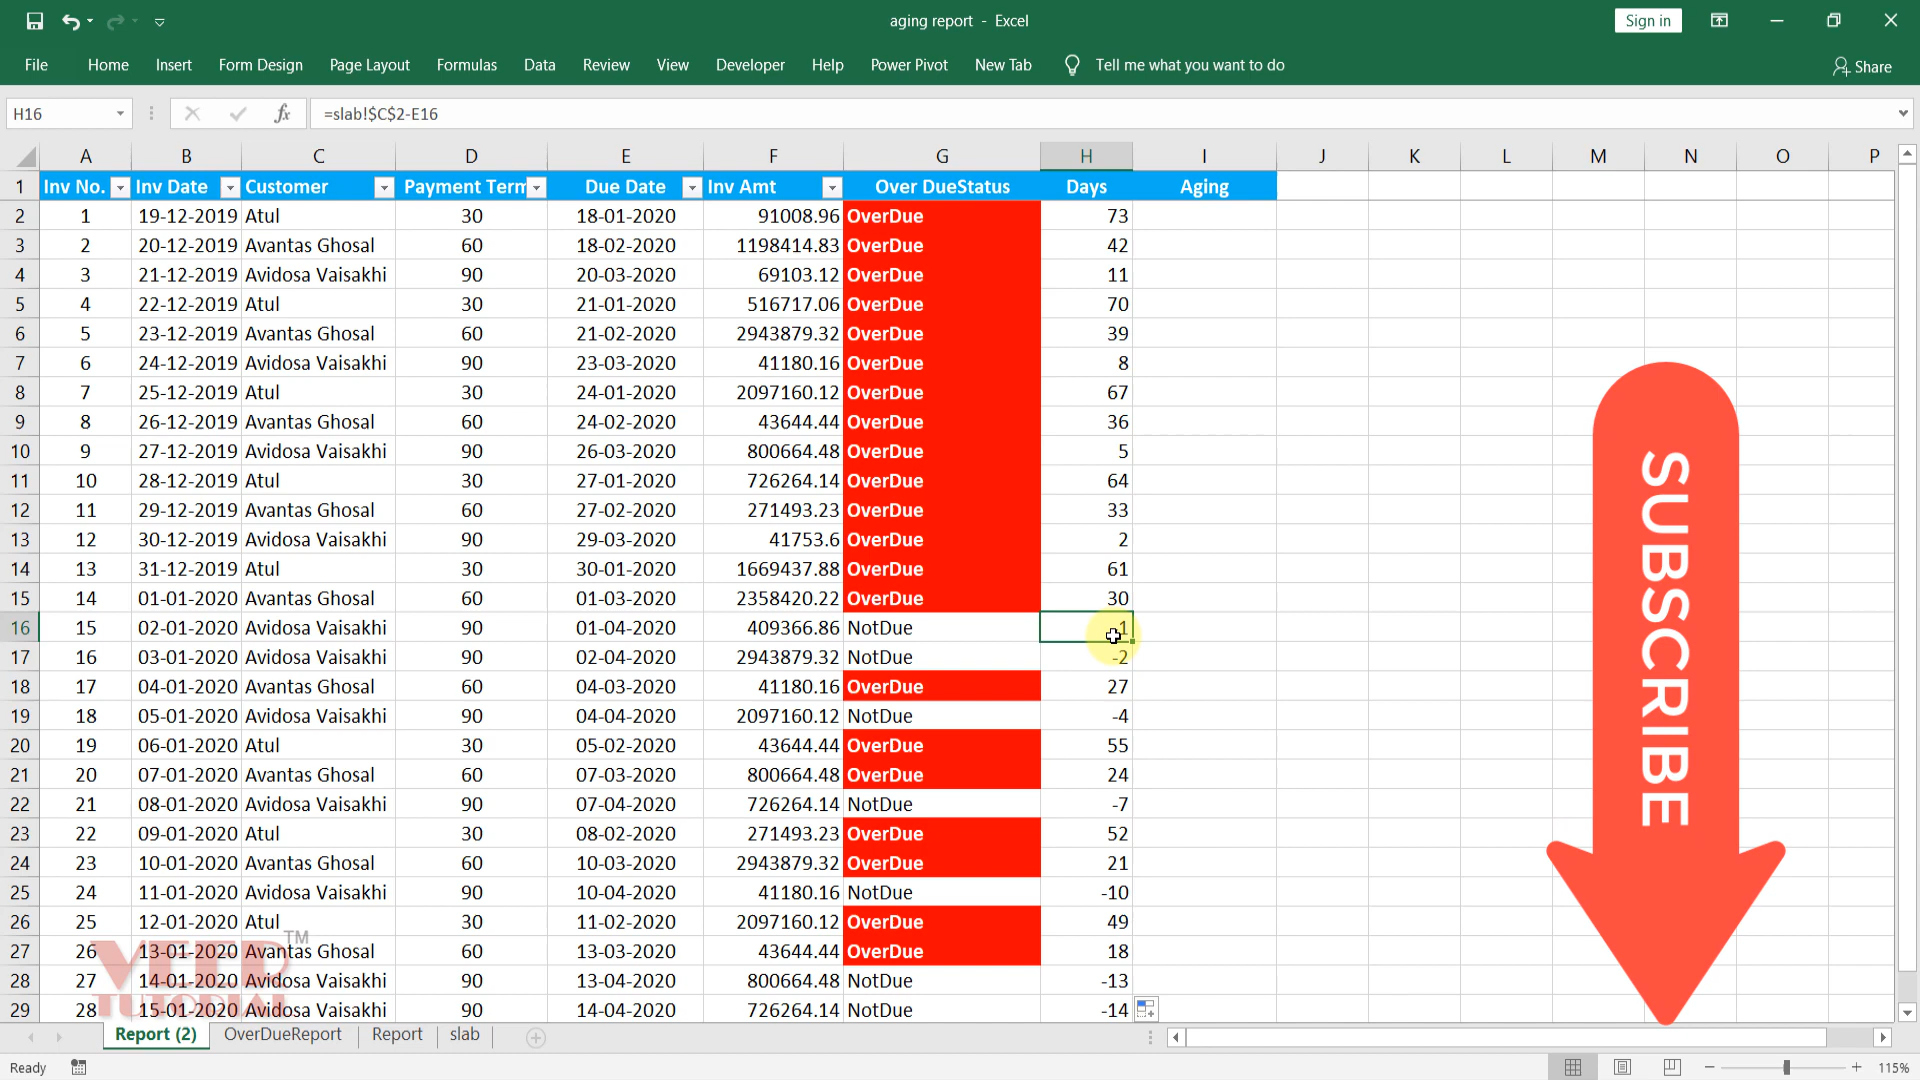 aging report - Excel
Sign in
File Home Insert Form Design Page Layout Formulas Data Review View Developer Help Power Pivot New Tab Tell me what you want to do Share
H16 fx =slab!$C$2-E16
A B C D E F G H I J K L M N O P
1 Inv No. Inv Date Customer Payment Term Due Date Inv Amt Over DueStatus Days Aging
2 1 19-12-2019 Atul 30 18-01-2020 91008.96 OverDue 73
3 2 20-12-2019 Avantas Ghosal 60 18-02-2020 1198414.83 OverDue 42
4 3 21-12-2019 Avidosa Vaisakhi 90 20-03-2020 69103.12 OverDue 11
5 4 22-12-2019 Atul 30 21-01-2020 516717.06 OverDue 70
6 5 23-12-2019 Avantas Ghosal 60 21-02-2020 2943879.32 OverDue 39
7 6 24-12-2019 Avidosa Vaisakhi 90 23-03-2020 41180.16 OverDue 8
8 7 25-12-2019 Atul 30 24-01-2020 2097160.12 OverDue 67
9 8 26-12-2019 Avantas Ghosal 60 24-02-2020 43644.44 OverDue 36
10 9 27-12-2019 Avidosa Vaisakhi 90 26-03-2020 800664.48 OverDue 5
11 10 28-12-2019 Atul 30 27-01-2020 726264.14 OverDue 64
12 11 29-12-2019 Avantas Ghosal 60 27-02-2020 271493.23 OverDue 33
13 12 30-12-2019 Avidosa Vaisakhi 90 29-03-2020 41753.6 OverDue 2
14 13 31-12-2019 Atul 30 30-01-2020 1669437.88 OverDue 61
15 14 01-01-2020 Avantas Ghosal 60 01-03-2020 2358420.22 OverDue 30
16 15 02-01-2020 Avidosa Vaisakhi 90 01-04-2020 409366.86 NotDue -1
17 16 03-01-2020 Avidosa Vaisakhi 90 02-04-2020 2943879.32 NotDue -2
18 17 04-01-2020 Avantas Ghosal 60 04-03-2020 41180.16 OverDue 27
19 18 05-01-2020 Avidosa Vaisakhi 90 04-04-2020 2097160.12 NotDue -4
20 19 06-01-2020 Atul 30 05-02-2020 43644.44 OverDue 55
21 20 07-01-2020 Avantas Ghosal 60 07-03-2020 800664.48 OverDue 24
22 21 08-01-2020 Avidosa Vaisakhi 90 07-04-2020 726264.14 NotDue -7
23 22 09-01-2020 Atul 30 08-02-2020 271493.23 OverDue 52
24 23 10-01-2020 Avantas Ghosal 60 10-03-2020 2943879.32 OverDue 21
25 24 11-01-2020 Avidosa Vaisakhi 90 10-04-2020 41180.16 NotDue -10
26 25 12-01-2020 Atul 30 11-02-2020 2097160.12 OverDue 49
27 26 13-01-2020 Avantas Ghosal 60 13-03-2020 43644.44 OverDue 18
28 27 14-01-2020 Avidosa Vaisakhi 90 13-04-2020 800664.48 NotDue -13
29 28 15-01-2020 Avidosa Vaisakhi 90 14-04-2020 726264.14 NotDue -14
SUBSCRIBE
TM
TUTORIAL
Report (2) OverDueReport Report slab
Ready 115%